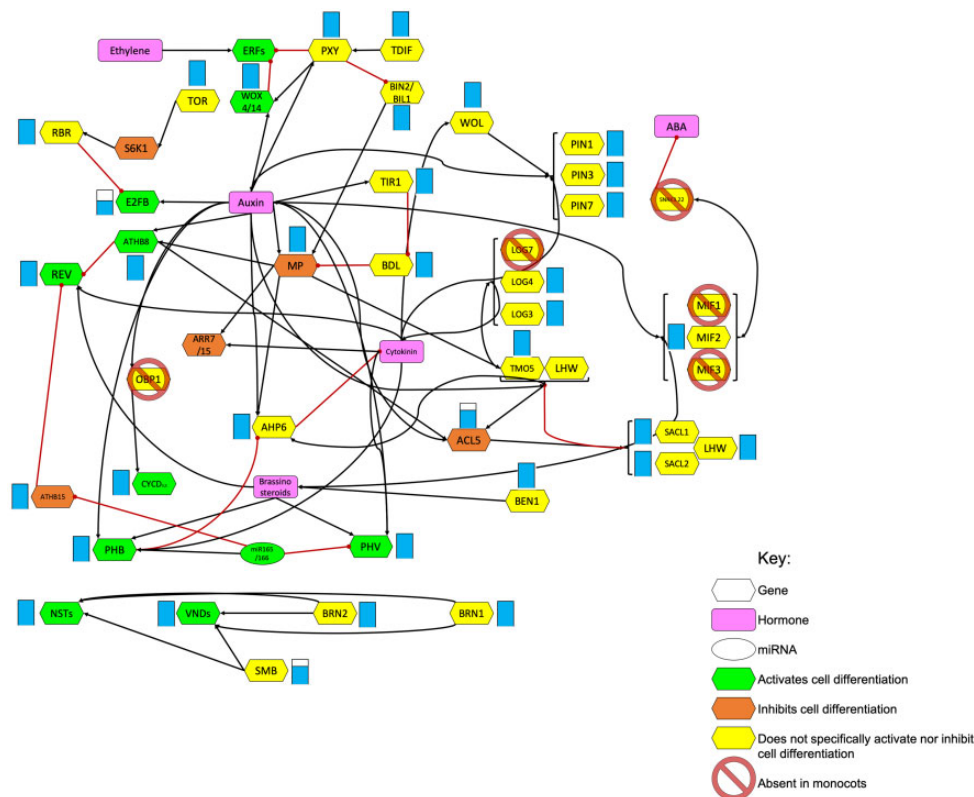 Ethylene
ERFs
PXY
TDIF
WOX
4/14
BIN2/
BIL1
TOR
WOL
RBR
S6K1
PIN1
ABA
PIN3
TIR1
E2FB
Auxin
PIN7
ATHB8
LOG7
REV
MP
BDL
LOG4
MIF1
LOG3
MIF2
ARR7
/15
Cytokinin
TMO5
LHW
MIF3
OBP1
AHP6
ACL5
SACL1
LHW
SACL2
CYCD
ATHB15
Brassino
steroids
BEN1
PHB
miR165
/166
PHV
NSTs
VNDs
BRN2
BRN1
SMB
Key:
Gene
Hormone
miRNA
Activates cell differentiation
Inhibits cell differentiation
Does not specifically activate nor inhibit
cell differentiation
Absent in monocots